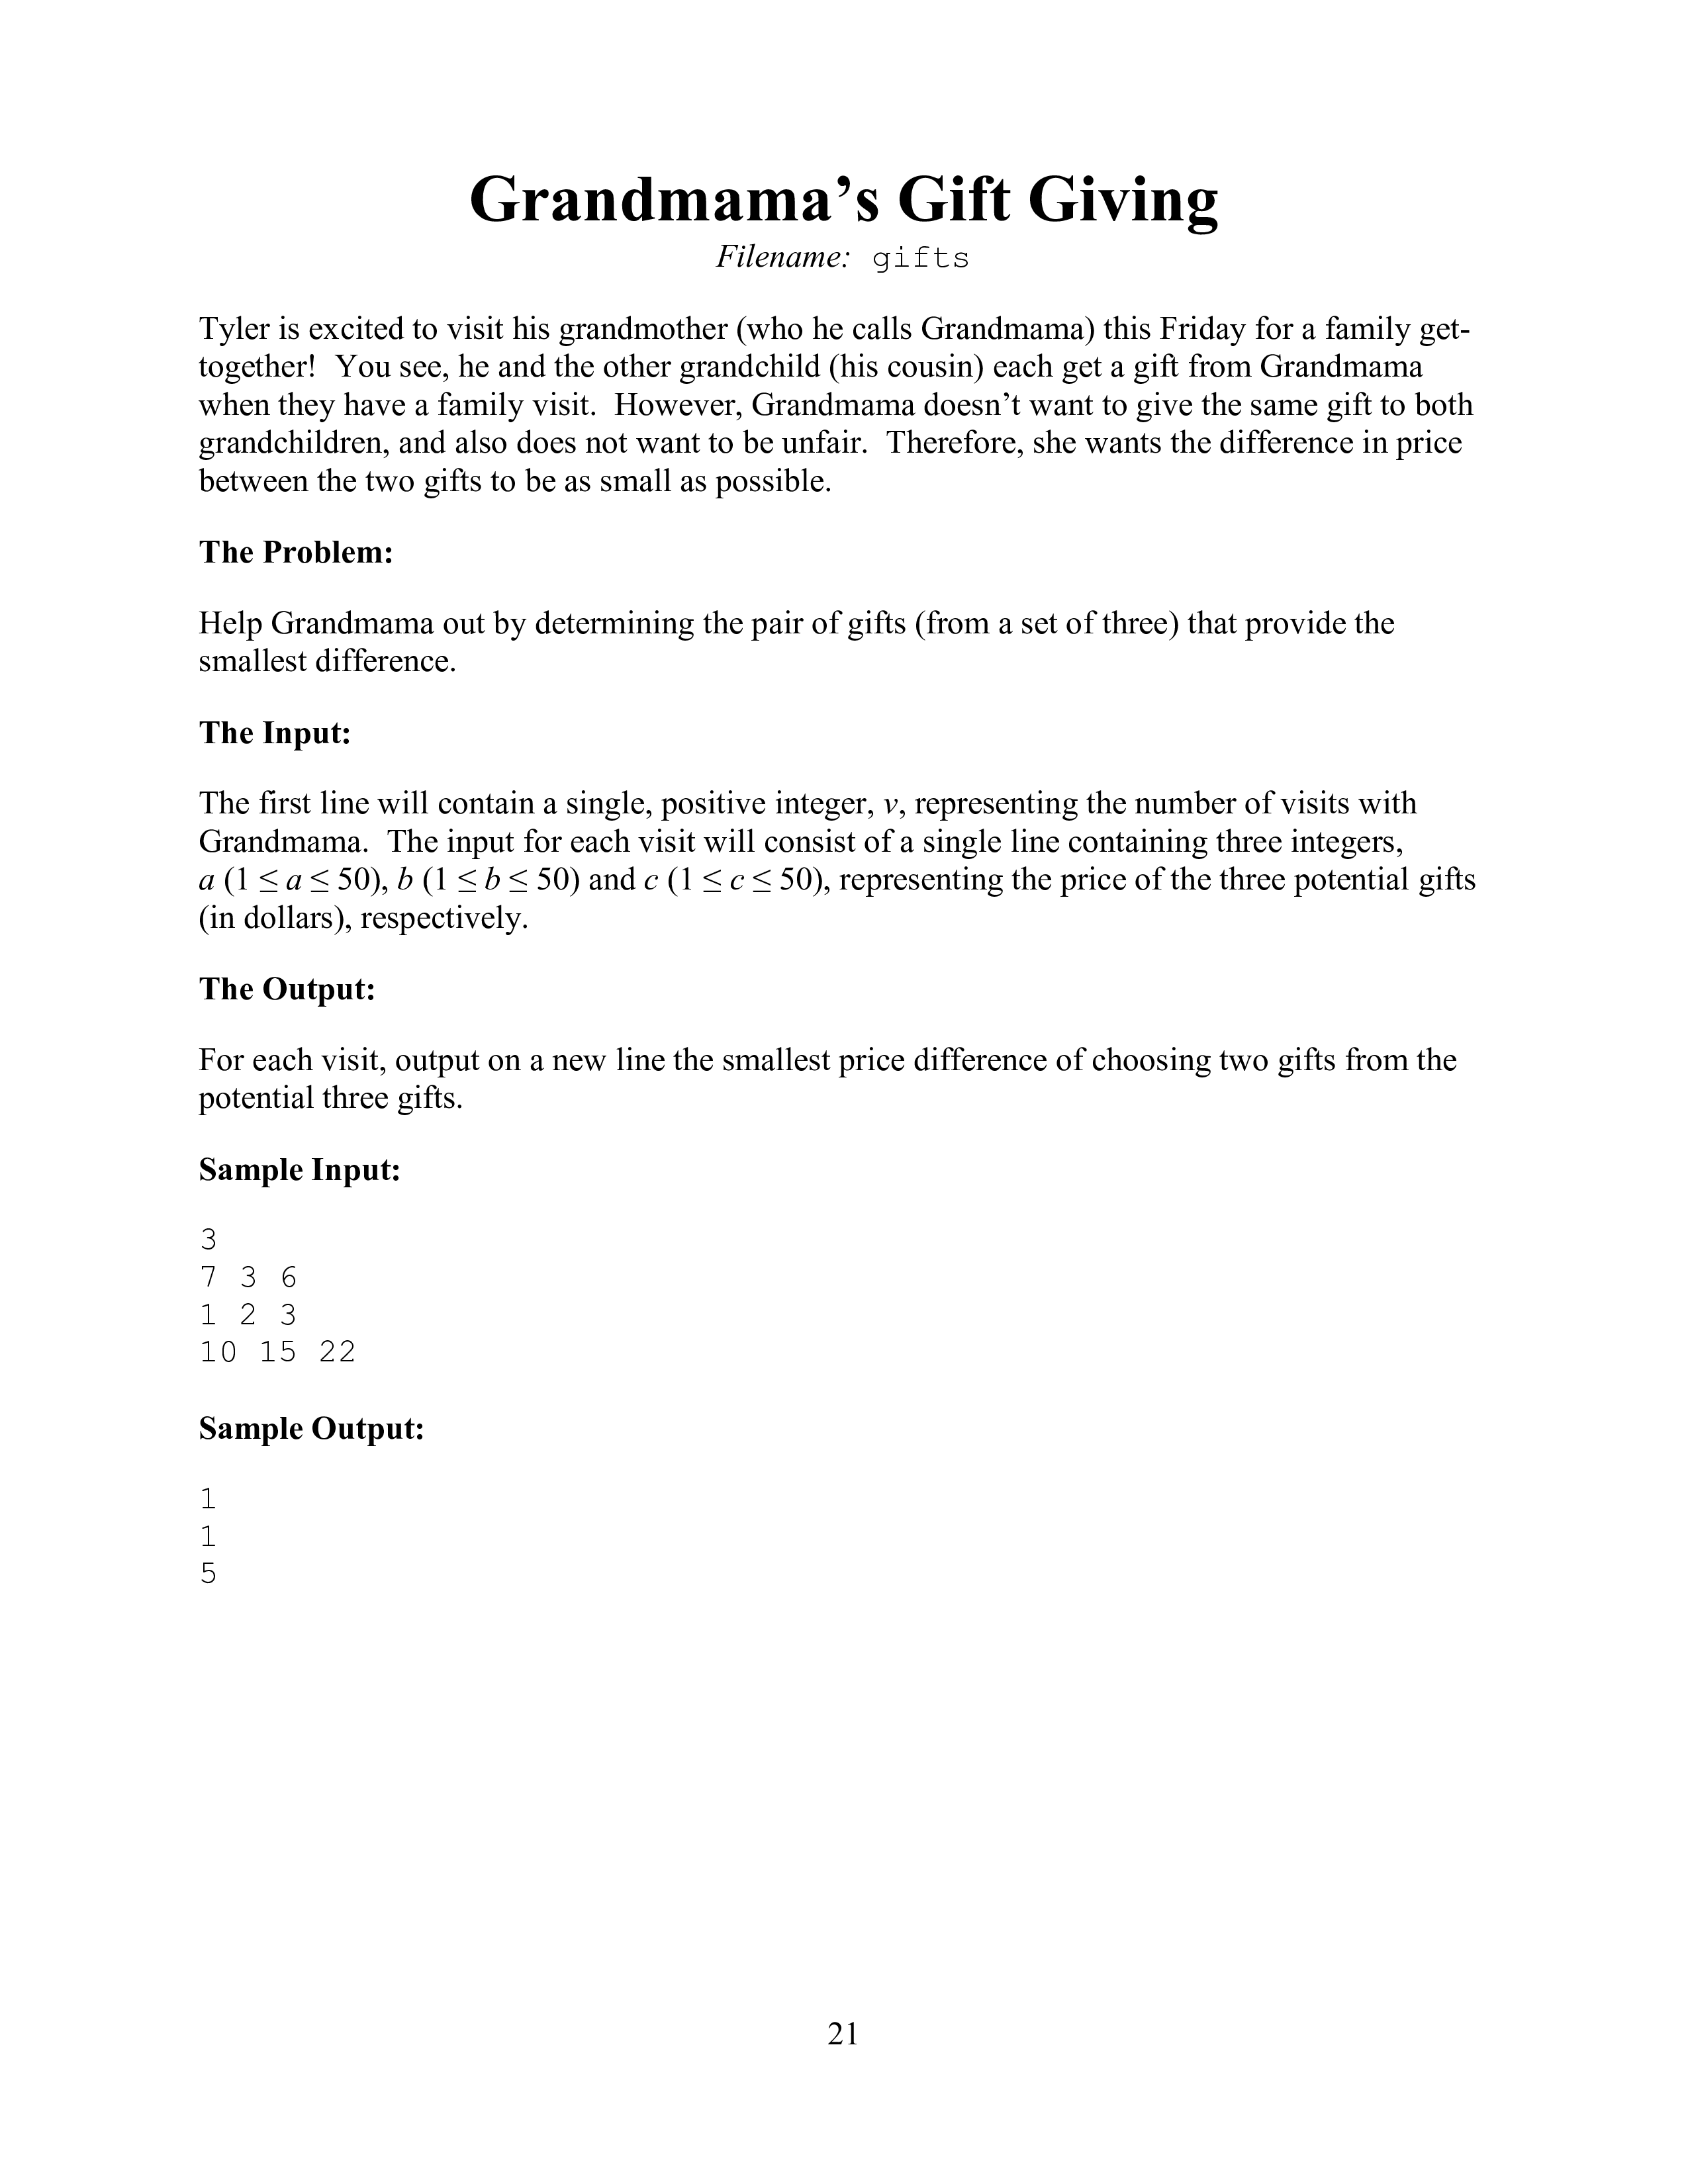 Grandmama’s Gift Giving
Filename: gifts
Tyler is excited to visit his grandmother (who he calls Grandmama) this Friday for a family get-
together!  You see, he and the other grandchild (his cousin) each get a gift from Grandmama
when they have a family visit.  However, Grandmama doesn’t want to give the same gift to both
grandchildren, and also does not want to be unfair.  Therefore, she wants the difference in price
between the two gifts to be as small as possible.
The Problem:
Help Grandmama out by determining the pair of gifts (from a set of three) that provide the
smallest difference.
The Input:
The first line will contain a single, positive integer, v, representing the number of visits with
Grandmama.  The input for each visit will consist of a single line containing three integers,
a (1 ≤ a ≤ 50), b (1 ≤ b ≤ 50) and c (1 ≤ c ≤ 50), representing the price of the three potential gifts
(in dollars), respectively.
The Output:
For each visit, output on a new line the smallest price difference of choosing two gifts from the
potential three gifts.
Sample Input:
3
7 3 6
1 2 3
10 15 22
Sample Output:
1
1
5
21